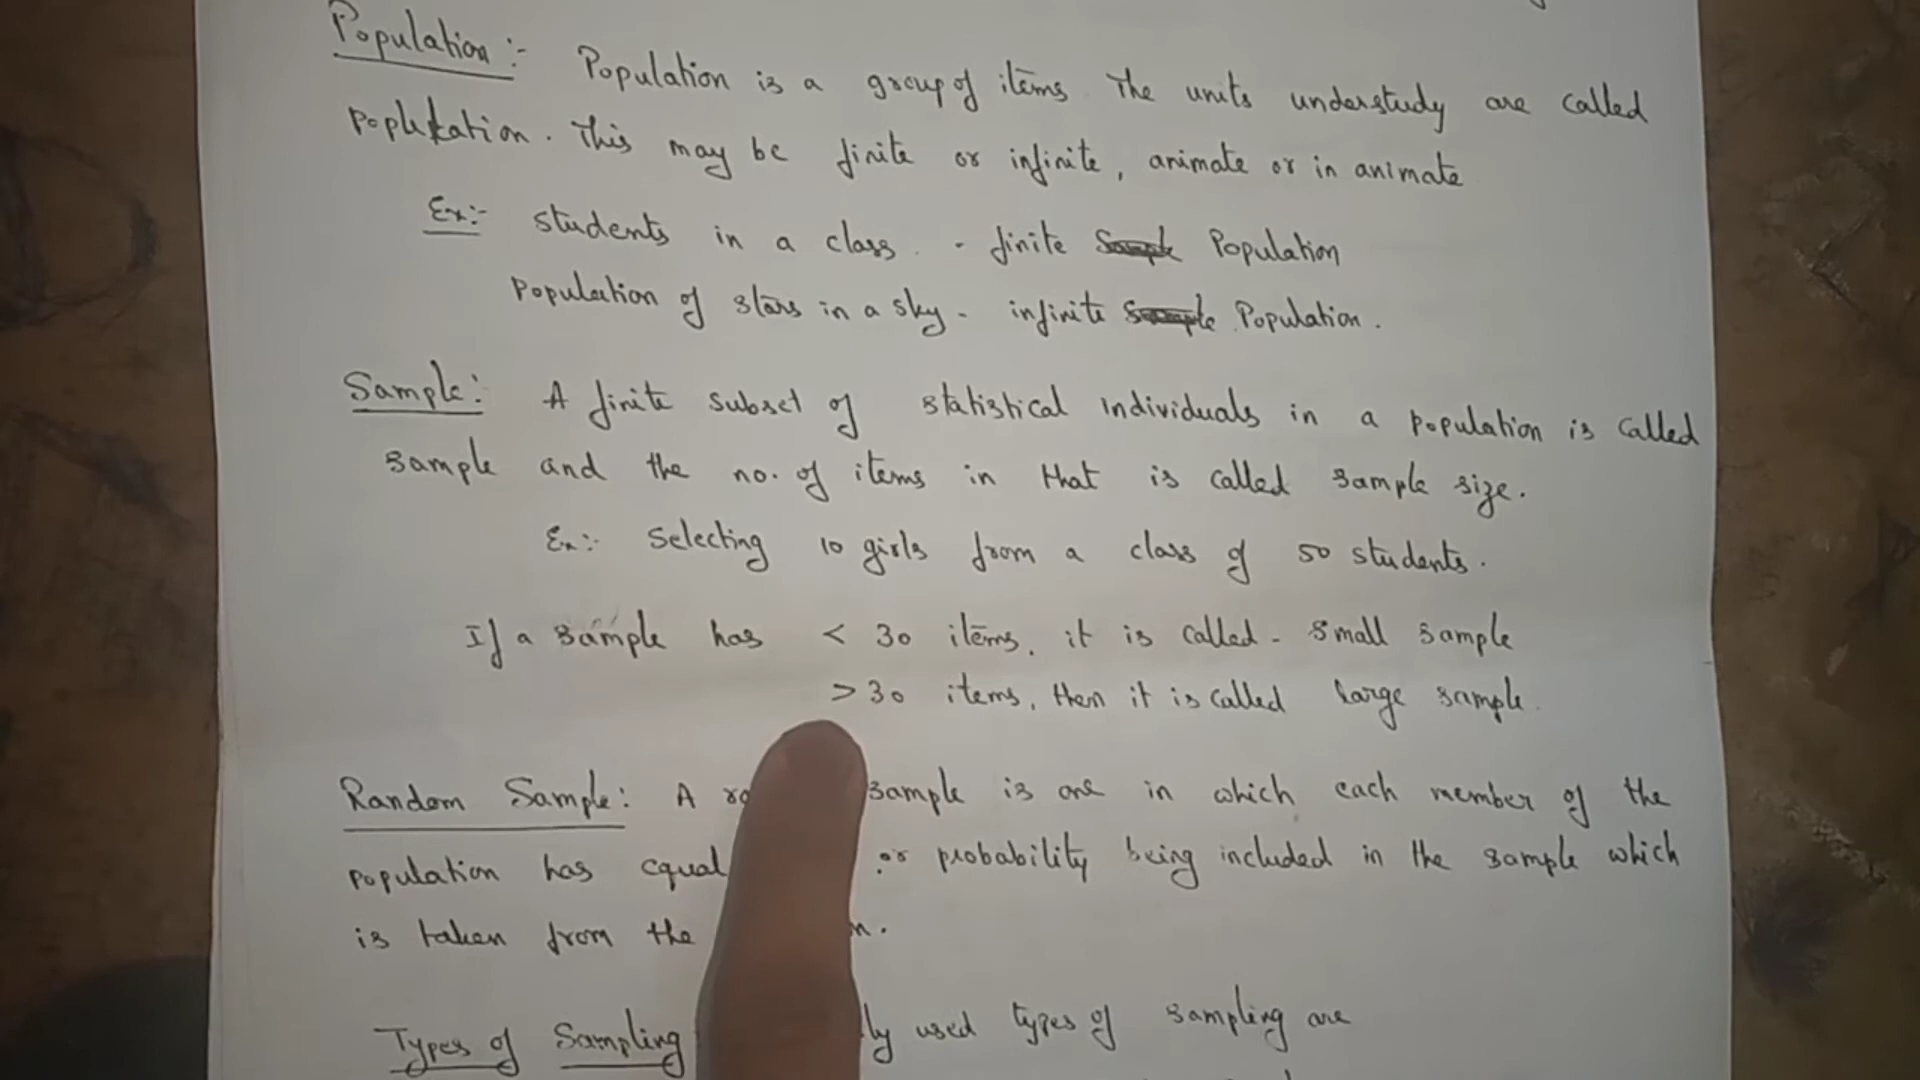 Population :- Population is a group of items The units understudy are called
poplutation. This may be finite or infinite, animate or in animate
Ex:- students in a class. - finite Population
Population of stars in a sky - infinite Population.
Sample: A finite subset of statistical individuals in a population is called
sample and the no. of items in that is called sample size.
Ex:- Selecting 10 girls from a class of 50 students.
If a sample has < 30 items, it is called - small sample
> 30 items, then it is called large sample
Random Sample: A sample is one in which each member of the
population has equal or probability being included in the sample which
is taken from the
Types of Sampling used types of sampling are